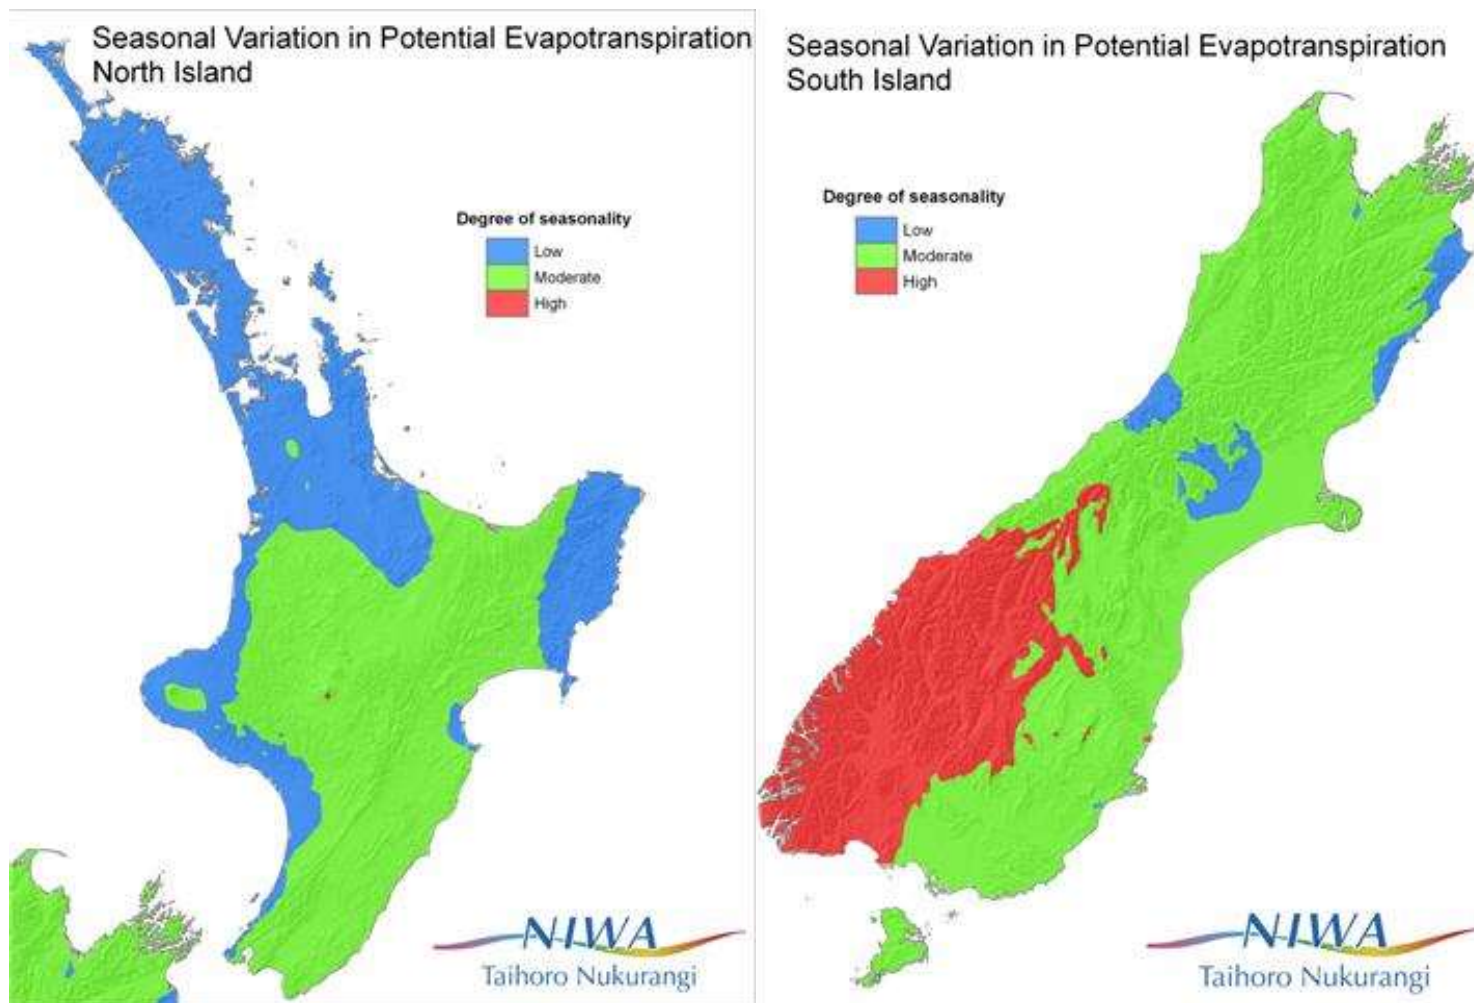 Seasonal Variation in Potential Evapotranspiration
North Island
Degree of seasonality
Low
Moderate
High
NIWA
Taihoro Nukurangi
Seasonal Variation in Potential Evapotranspiration
South Island
Degree of seasonality
Low
Moderate
High
NIWA
Taihoro Nukurangi